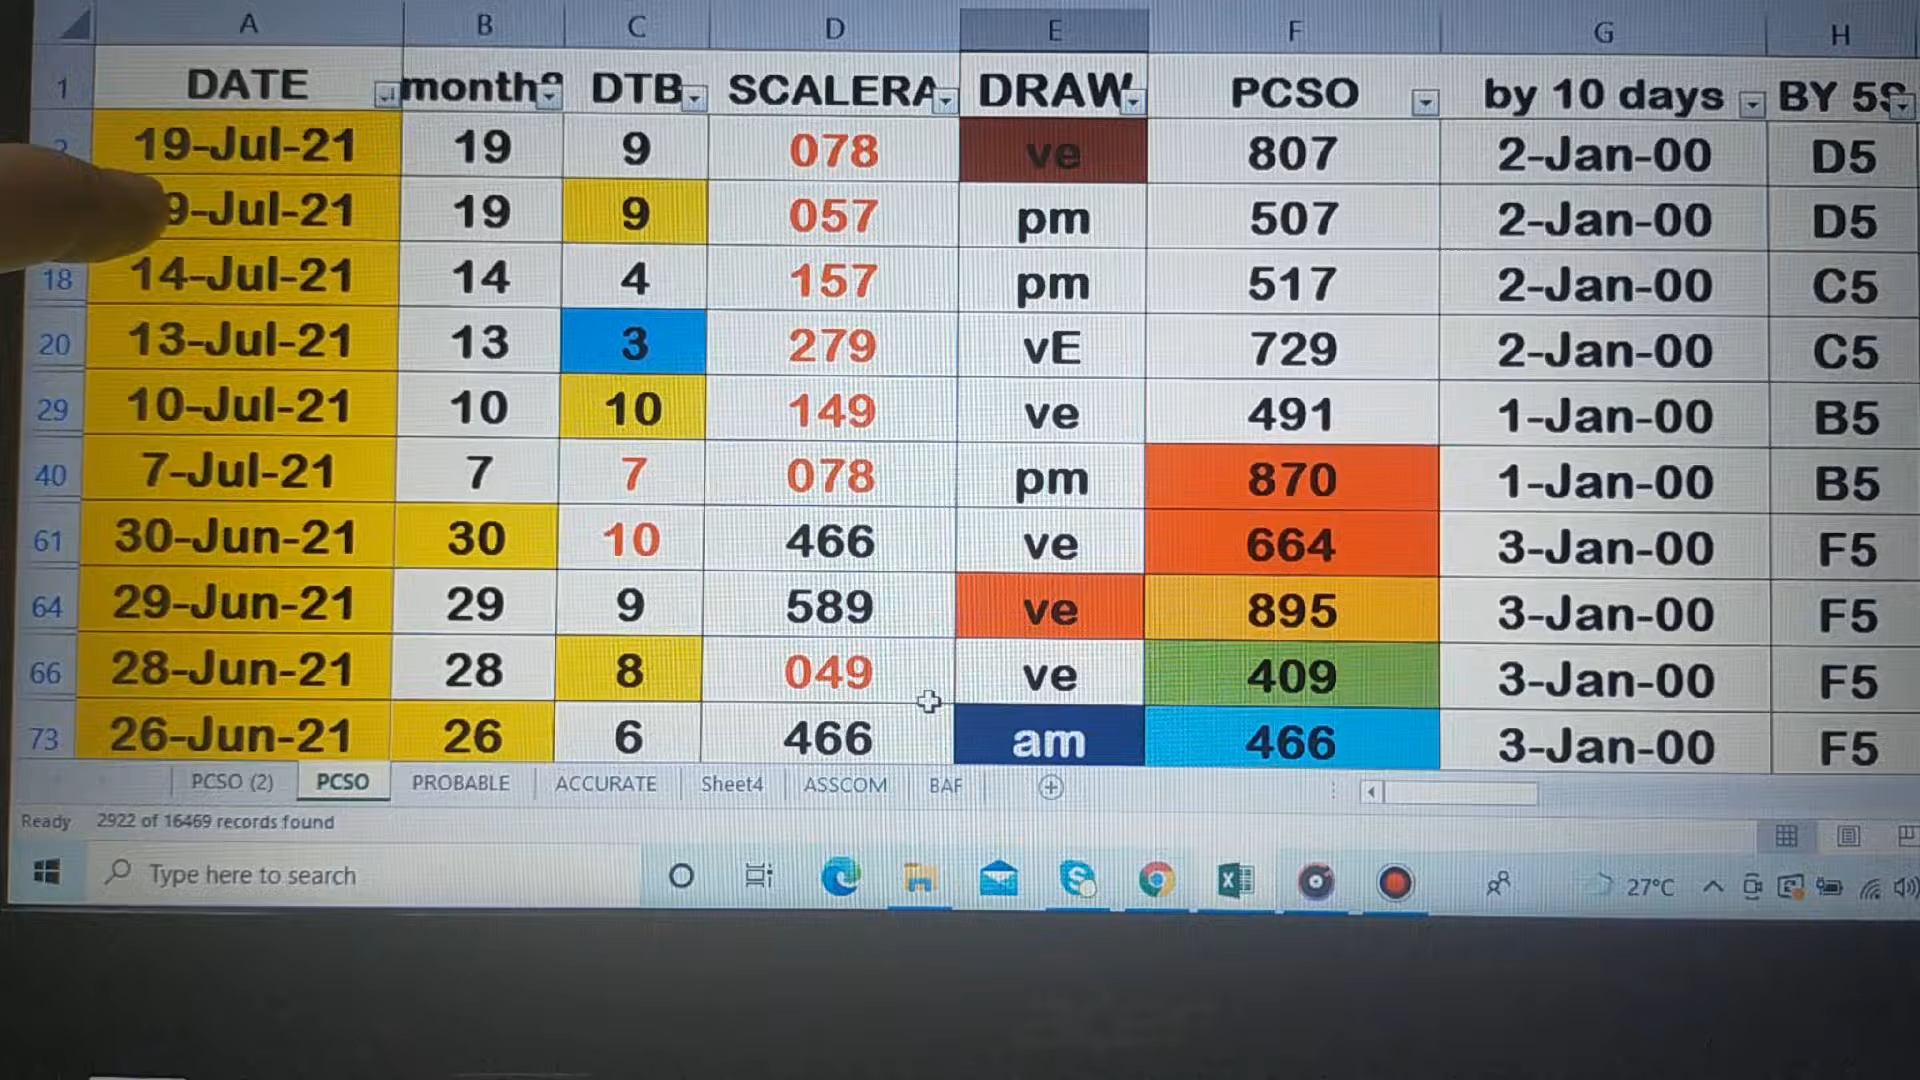 A B C D E F G H
1 DATE month DTB SCALERA DRAW PCSO by 10 days BY 5S
2 19-Jul-21 19 9 078 ve 807 2-Jan-00 D5
9-Jul-21 19 9 057 pm 507 2-Jan-00 D5
18 14-Jul-21 14 4 157 pm 517 2-Jan-00 C5
20 13-Jul-21 13 3 279 vE 729 2-Jan-00 C5
29 10-Jul-21 10 10 149 ve 491 1-Jan-00 B5
40 7-Jul-21 7 7 078 pm 870 1-Jan-00 B5
61 30-Jun-21 30 10 466 ve 664 3-Jan-00 F5
64 29-Jun-21 29 9 589 ve 895 3-Jan-00 F5
66 28-Jun-21 28 8 049 ve 409 3-Jan-00 F5
73 26-Jun-21 26 6 466 am 466 3-Jan-00 F5
PCSO (2) PCSO PROBABLE ACCURATE Sheet4 ASSCOM BAF
Ready 2922 of 16469 records found
Type here to search 27°C